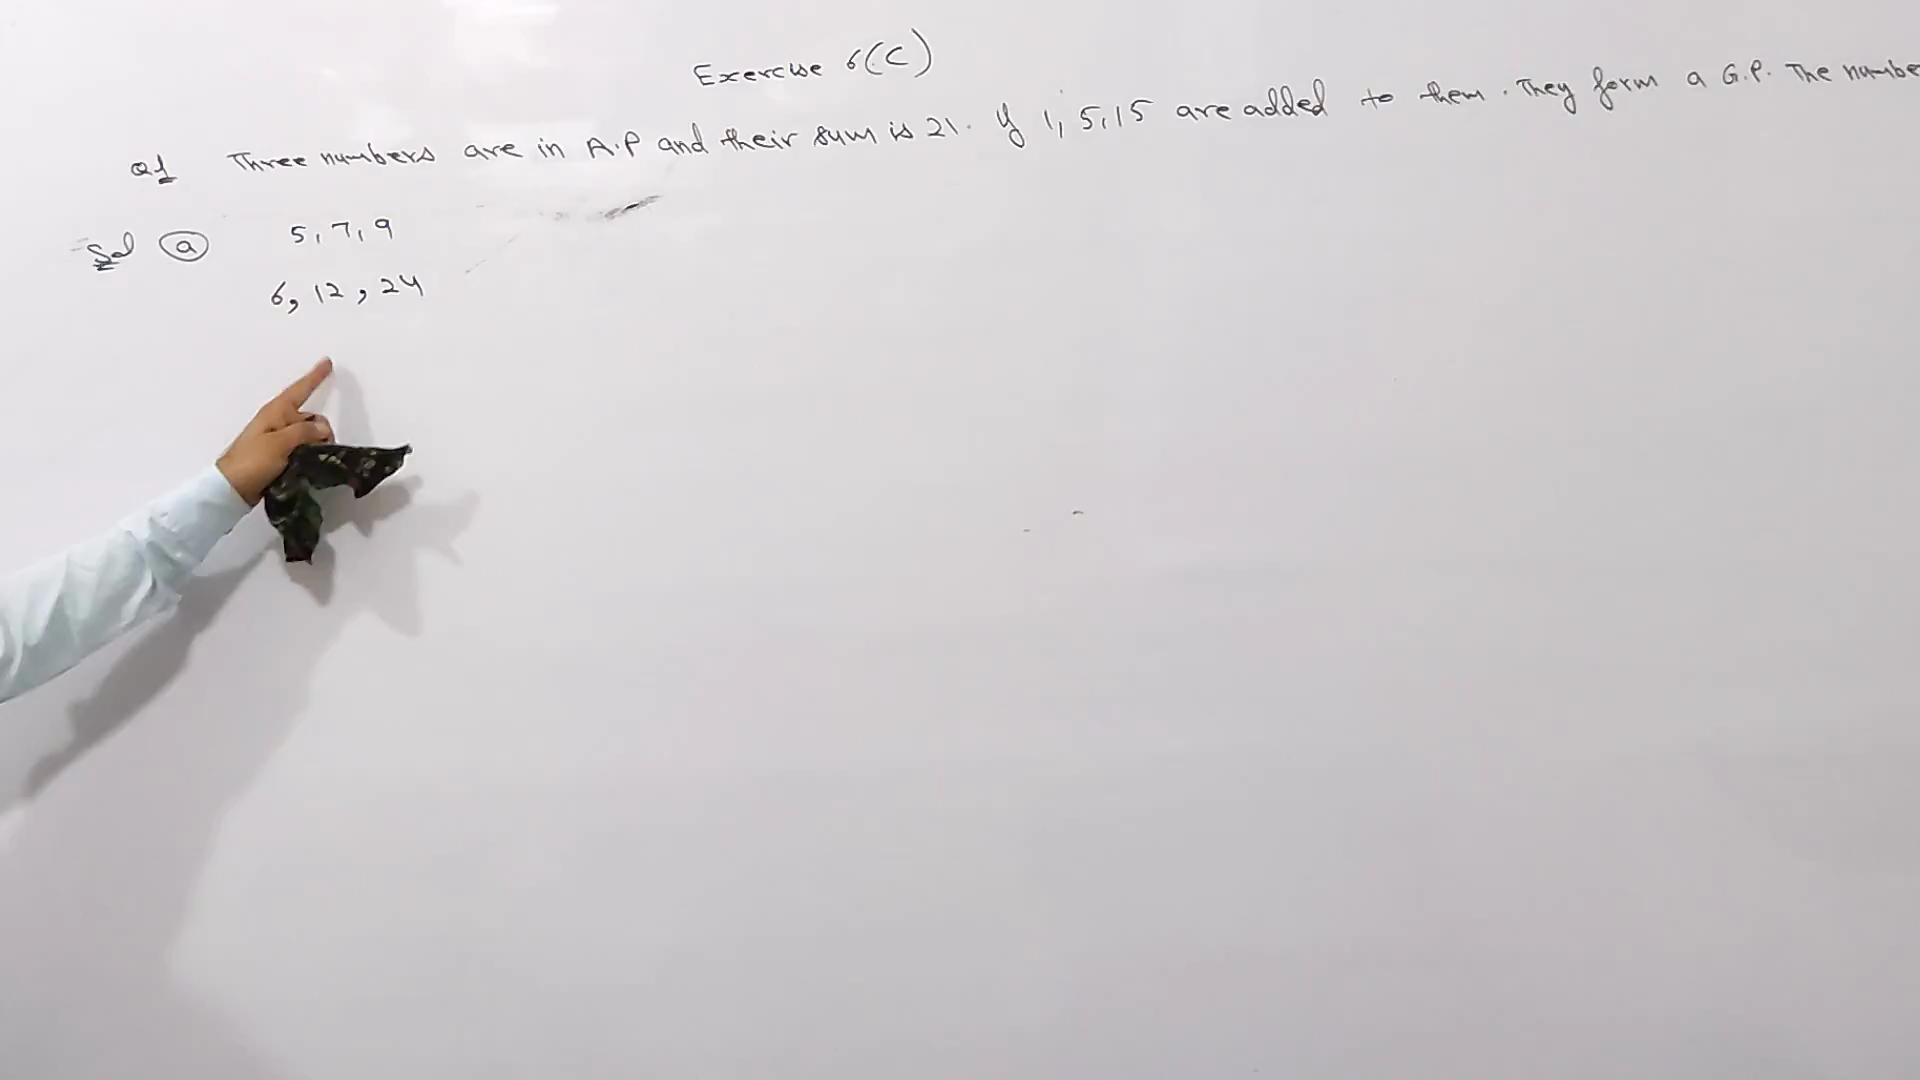 Exercise 6(C)
Q1 Three numbers are in A.P and their sum is 21. If 1, 5, 15 are added to them. They form a G.P. The numbe
Sol (a) 5, 7, 9
6, 12, 24